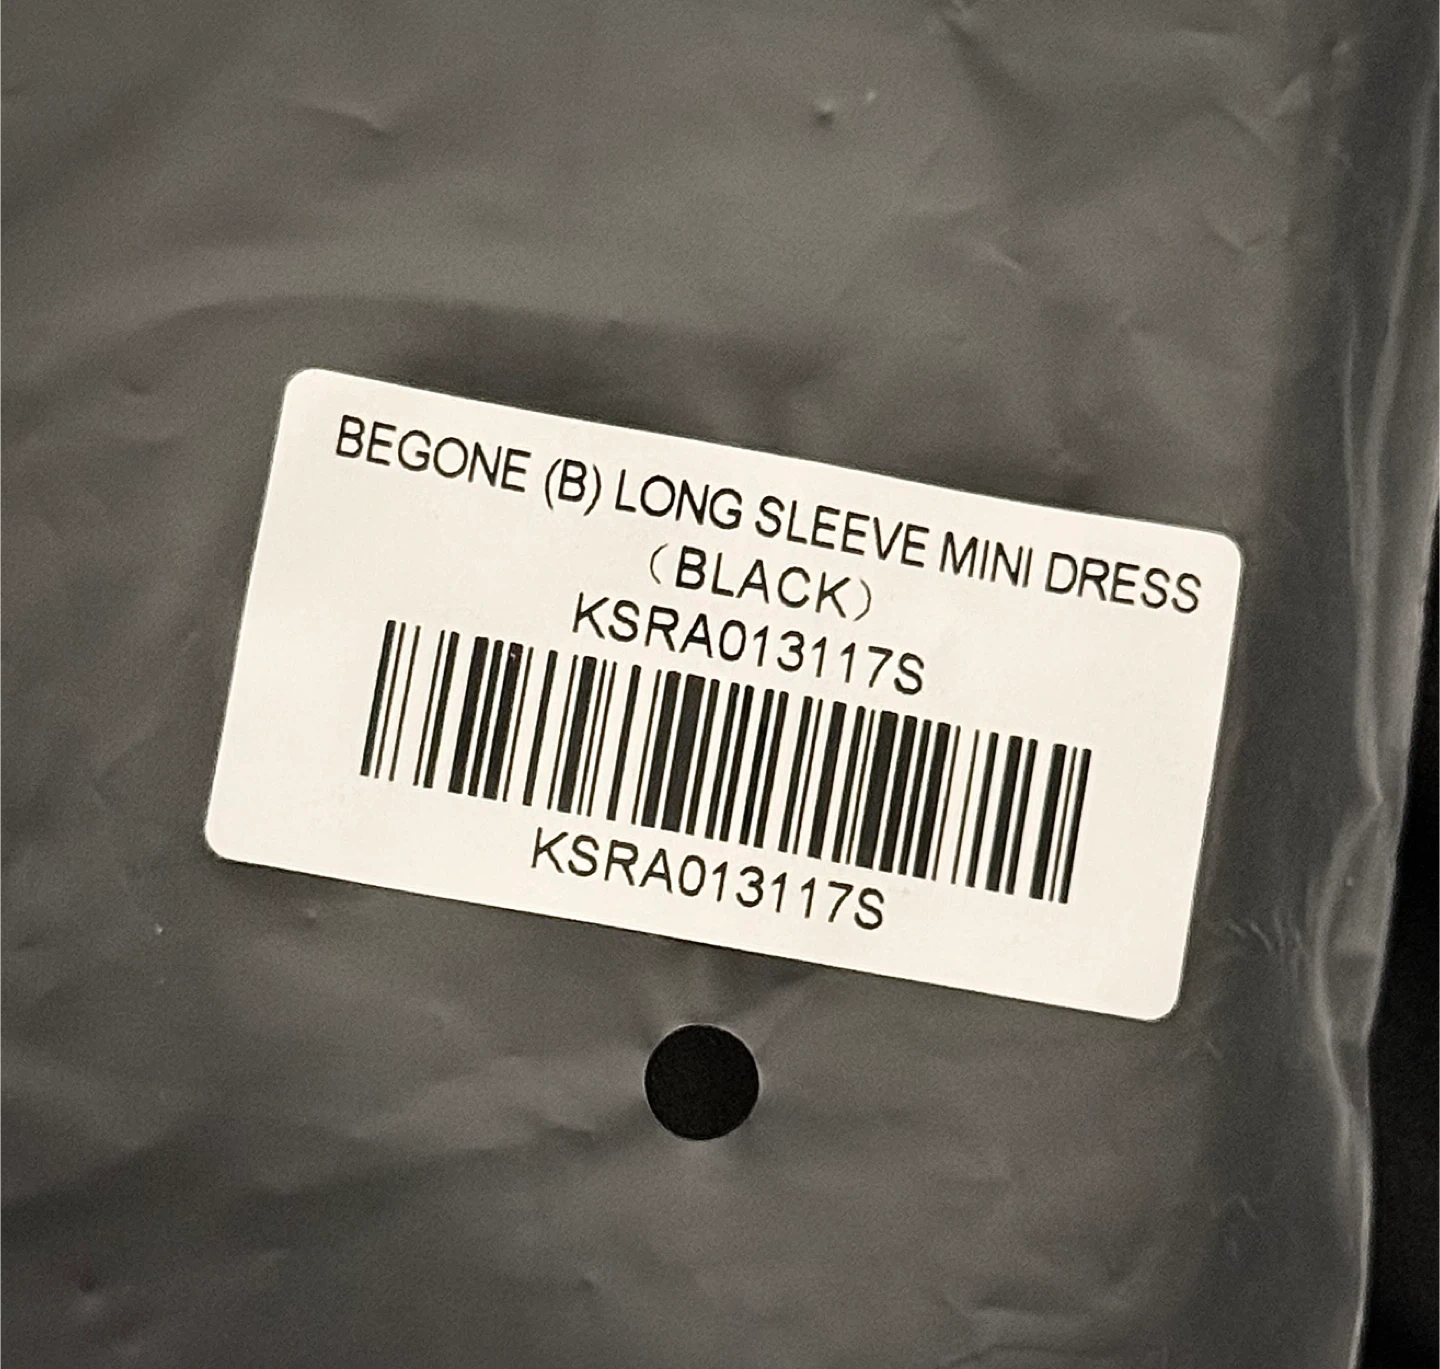 BEGONE (B) LONG SLEEVE MINI DRESS
（BLACK）
KSRA013117S
KSRA013117S